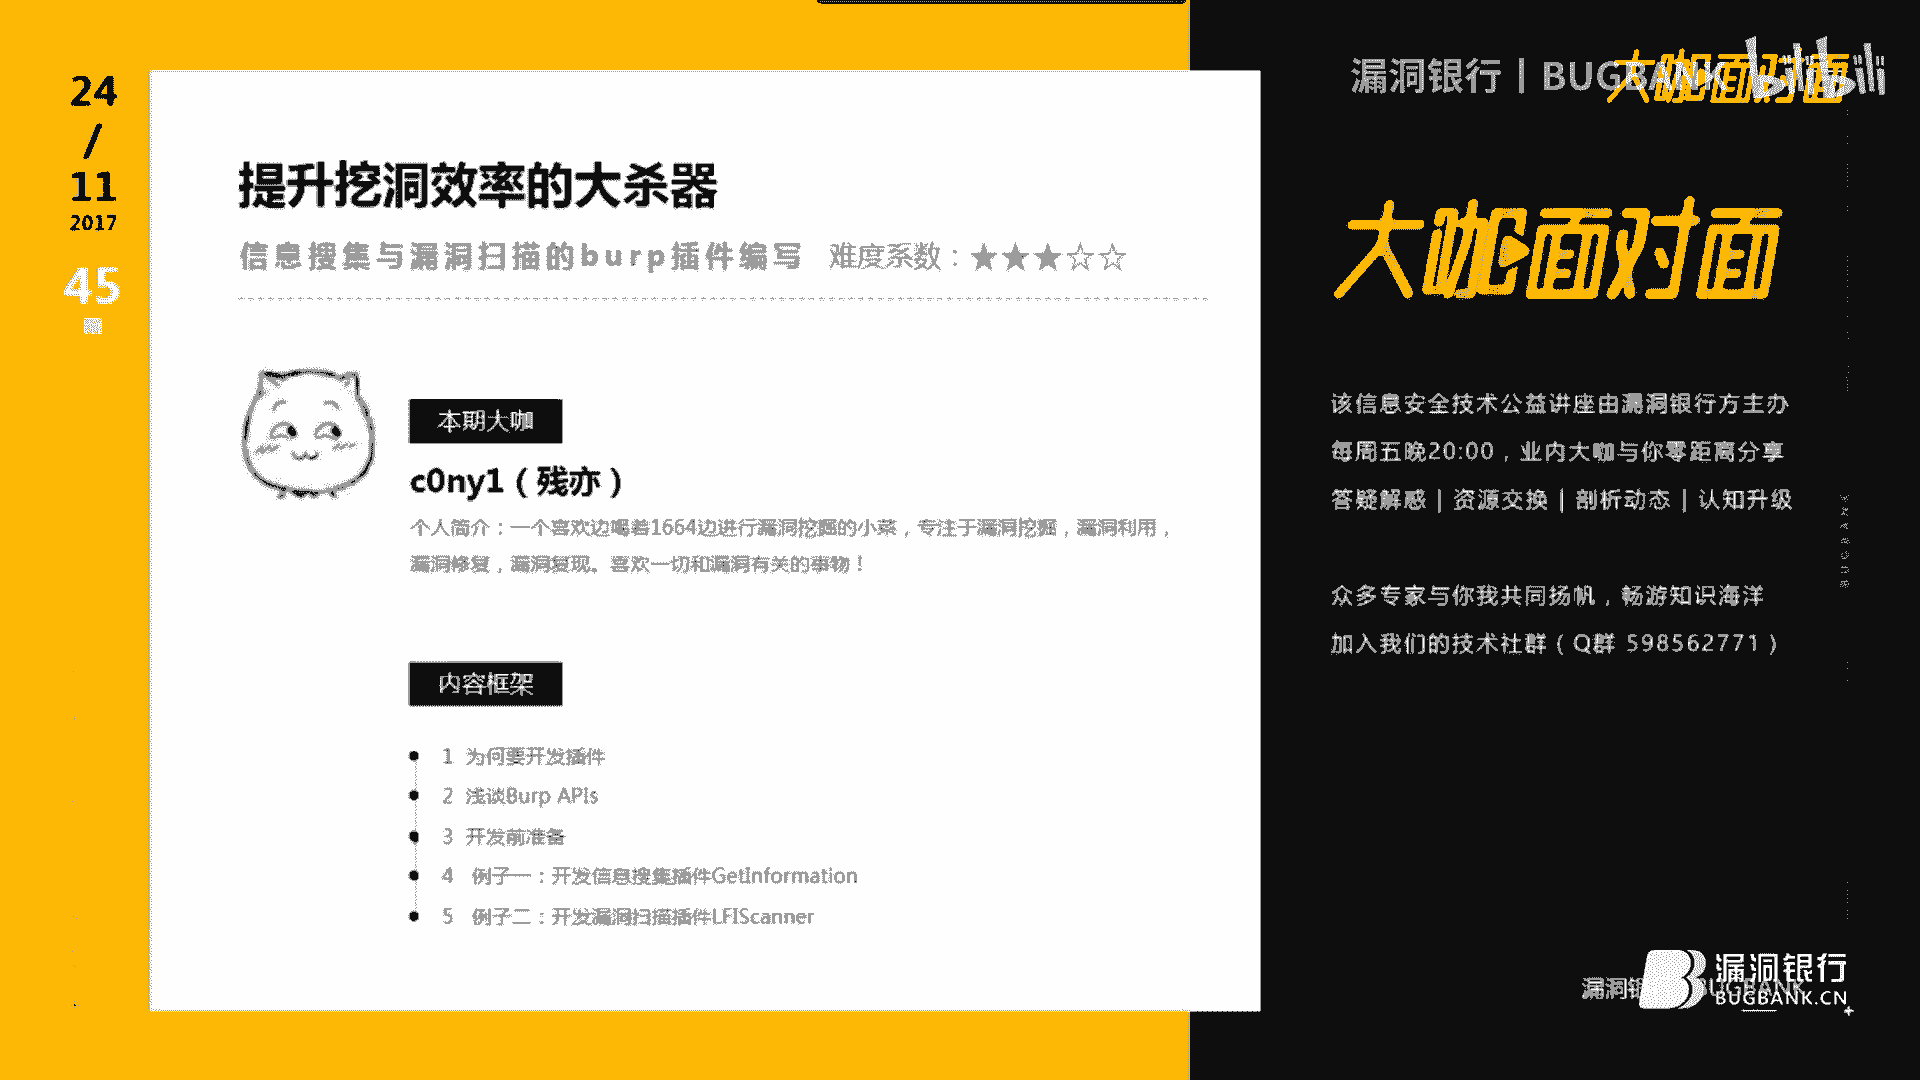 24
/
11
2017
45
提升挖洞效率的大杀器
信息搜集与漏洞扫描的burp插件编写 难度系数：★★★☆☆
本期大咖
c0ny1（残亦）
个人简介：一个喜欢边喝着1664边进行漏洞挖掘的小菜，专注于漏洞挖掘，漏洞利用，
漏洞修复，漏洞复现。喜欢一切和漏洞有关的事物！
内容框架
1 为何要开发插件
2 浅谈Burp APIs
3 开发前准备
4 例子一：开发信息搜集插件GetInformation
5 例子二：开发漏洞扫描插件LFIScanner
漏洞银行丨BUGBANK
大咖面对面
bilibili
大咖面对面
该信息安全技术公益讲座由漏洞银行方主办
每周五晚20:00，业内大咖与你零距离分享
答疑解惑｜资源交换｜剖析动态｜认知升级
众多专家与你我共同扬帆，畅游知识海洋
加入我们的技术社群（Q群 598562771）
漏洞银行
BUGBANK.CN